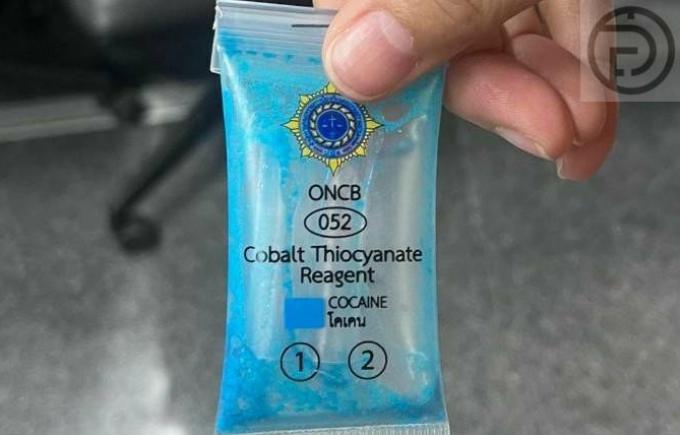 ONCB
052
Cobalt Thiocyanate
Reagent
COCAINE
โคเคน
1 2